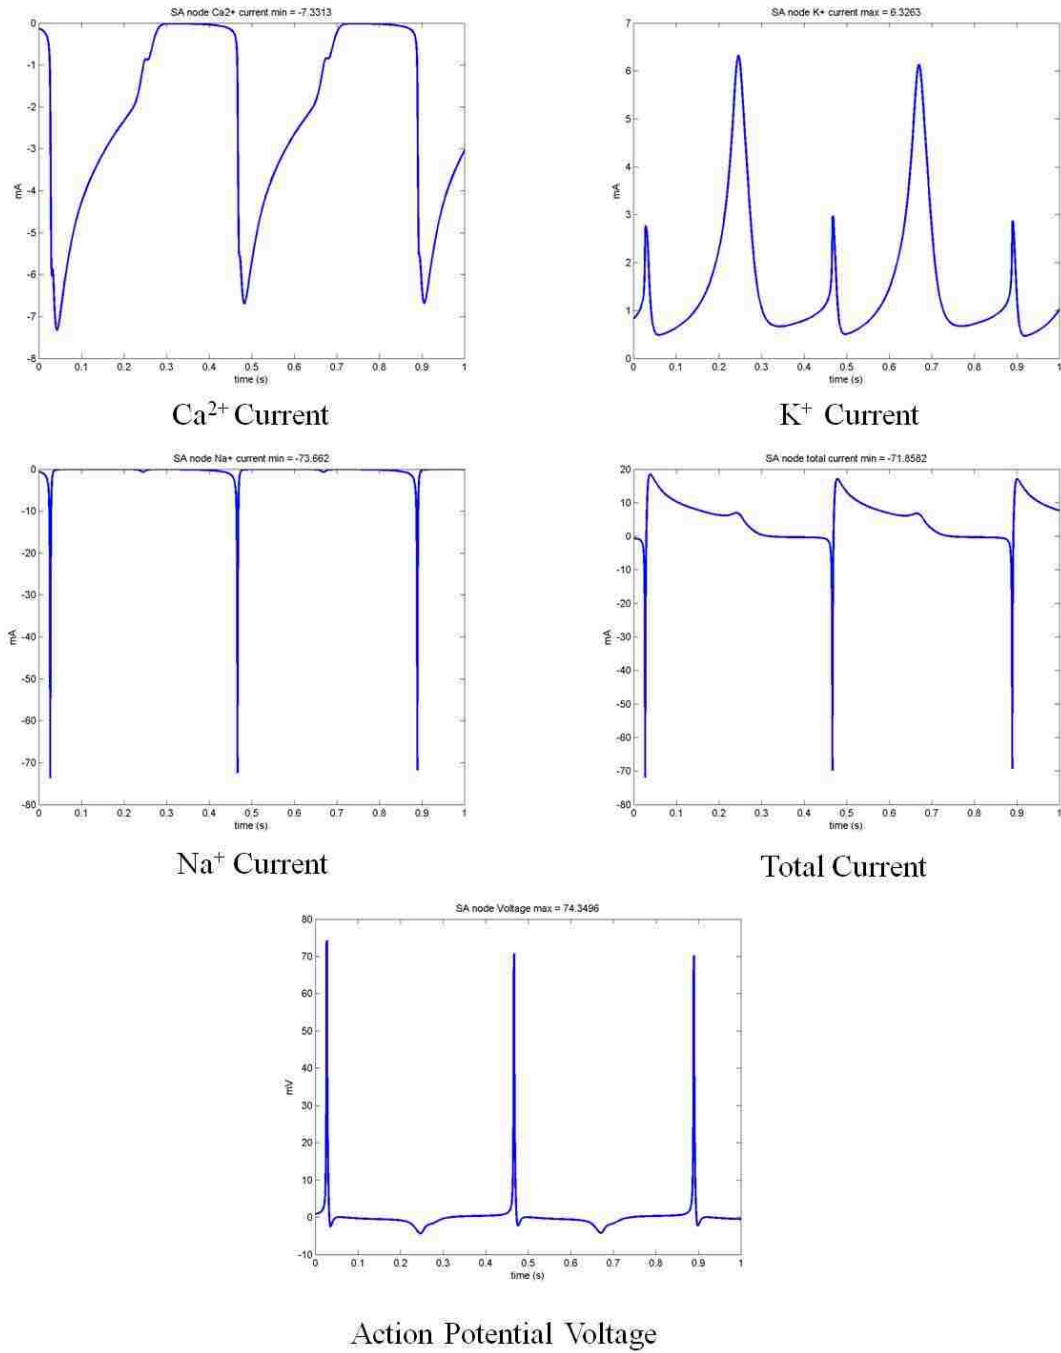 SA node Ca2+ current min = -7.3313
0
-1
-2
-3
-4
-5
-6
-7
-8
mA
0 0.1 0.2 0.3 0.4 0.5 0.6 0.7 0.8 0.9 1
time (s)
Ca2+ Current
SA node K+ current max = 6.3263
7
6
5
4
3
2
1
0
mA
0 0.1 0.2 0.3 0.4 0.5 0.6 0.7 0.8 0.9 1
time (s)
K+ Current
SA node Na+ current min = -73.662
0
-10
-20
-30
-40
-50
-60
-70
-80
mA
0 0.1 0.2 0.3 0.4 0.5 0.6 0.7 0.8 0.9 1
time (s)
Na+ Current
SA node total current min = -71.8582
20
10
0
-10
-20
-30
-40
-50
-60
-70
-80
mA
0 0.1 0.2 0.3 0.4 0.5 0.6 0.7 0.8 0.9 1
time (s)
Total Current
SA node Voltage max = 74.3496
80
70
60
50
40
30
20
10
0
-10
mV
0 0.1 0.2 0.3 0.4 0.5 0.6 0.7 0.8 0.9 1
time (s)
Action Potential Voltage